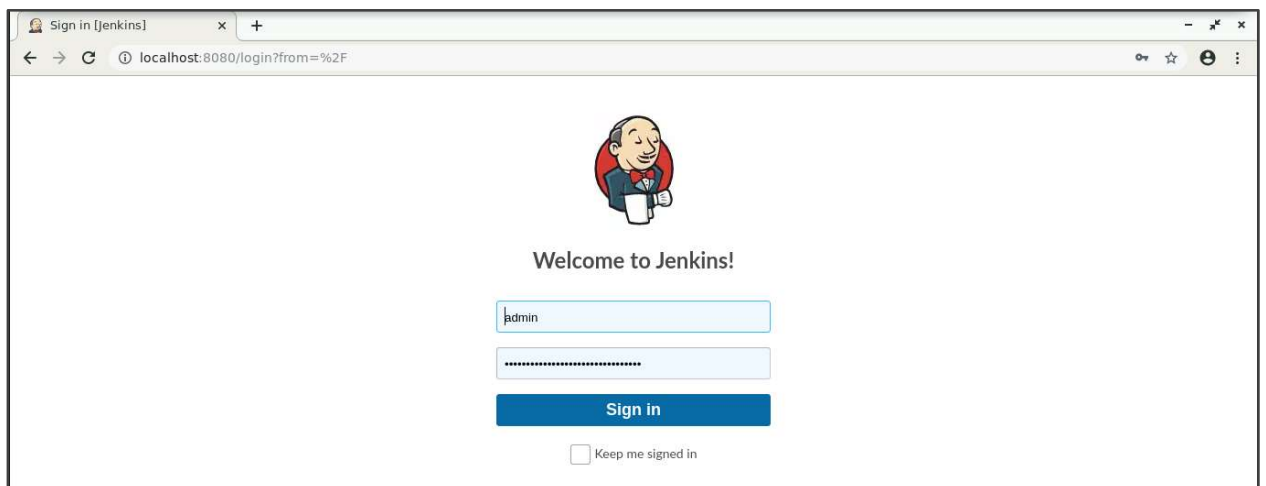 Sign in [Jenkins]
localhost:8080/login?from=%2F
Welcome to Jenkins!
admin
••••••••••••••••••••••••••••••••
Sign in
Keep me signed in